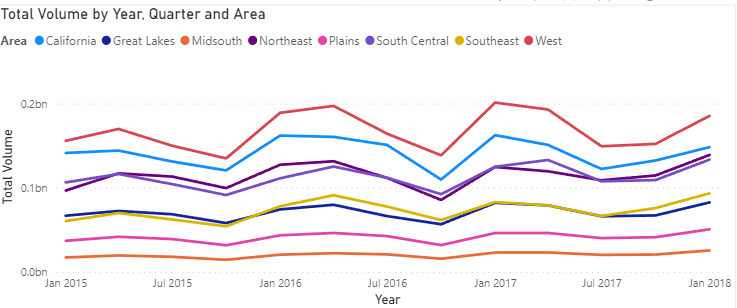 Total Volume by Year, Quarter and Area
Area California Great Lakes Midsouth Northeast Plains South Central Southeast West
0.2bn
0.1bn
0.0bn
Total Volume
Jan 2015 Jul 2015 Jan 2016 Jul 2016 Jan 2017 Jul 2017 Jan 2018
Year